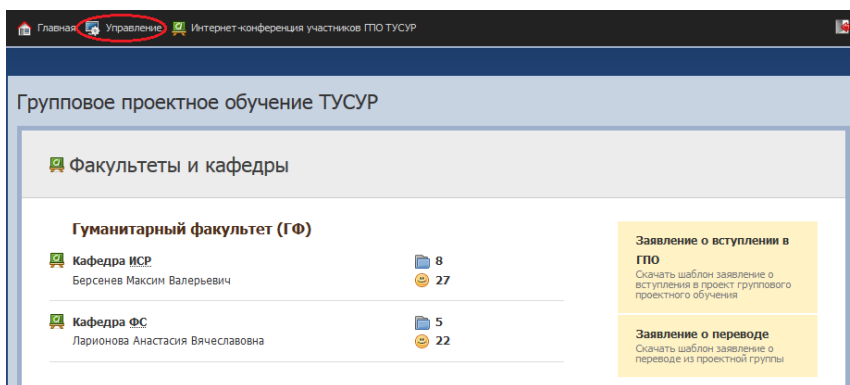 Главная Управление Интернет-конференция участников ГПО ТУСУР
Групповое проектное обучение ТУСУР
Факультеты и кафедры
Гуманитарный факультет (ГФ)
Кафедра ИСР 8
Берсенев Максим Валерьевич 27
Кафедра ФС 5
Ларионова Анастасия Вячеславовна 22
Заявление о вступлении в
ГПО
Скачать шаблон заявление о
вступления в проект группового
проектного обучения
Заявление о переводе
Скачать шаблон заявление о
переводе из проектной группы